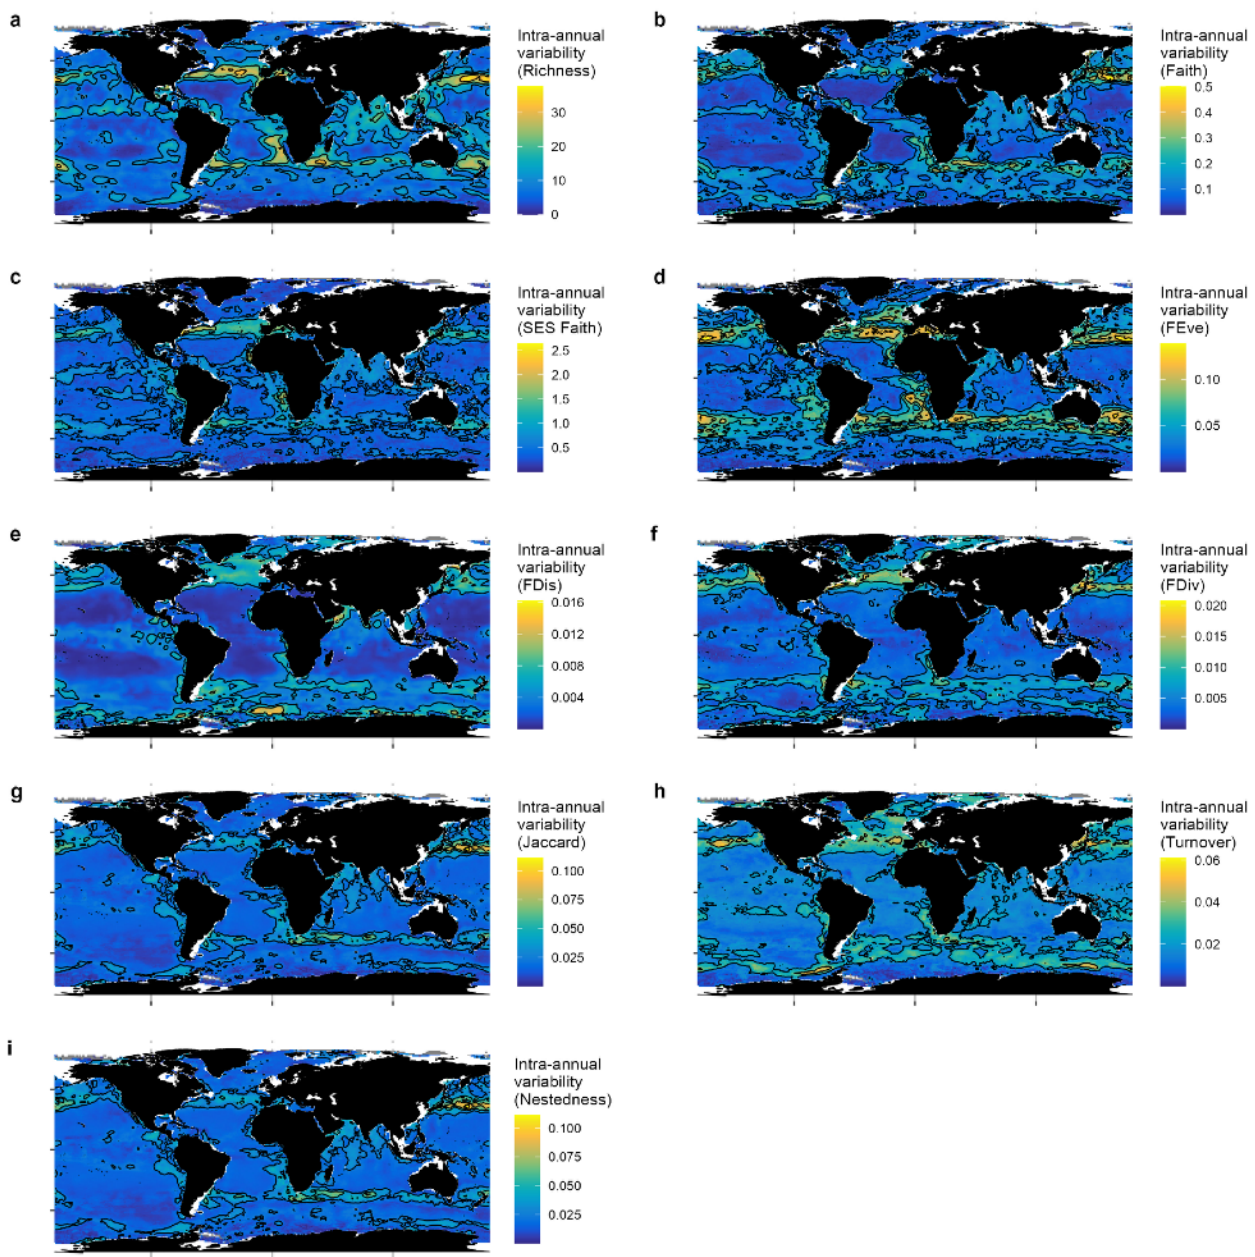 a
Intra-annual
variability
(Richness)
30
20
10
0
b
Intra-annual
variability
(Faith)
0.5
0.4
0.3
0.2
0.1
c
Intra-annual
variability
(SES Faith)
2.5
2.0
1.5
1.0
0.5
d
Intra-annual
variability
(FEve)
0.10
0.05
e
Intra-annual
variability
(FDis)
0.016
0.012
0.008
0.004
f
Intra-annual
variability
(FDiv)
0.020
0.015
0.010
0.005
g
Intra-annual
variability
(Jaccard)
0.100
0.075
0.050
0.025
h
Intra-annual
variability
(Turnover)
0.06
0.04
0.02
i
Intra-annual
variability
(Nestedness)
0.100
0.075
0.050
0.025